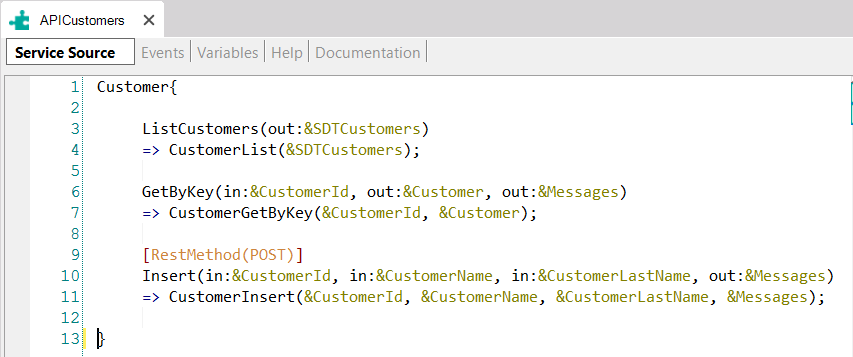 APICustomers
Service Source Events Variables Help Documentation
1 Customer{
2
3 ListCustomers(out:&SDTCustomers)
4 => CustomerList(&SDTCustomers);
5
6 GetByKey(in:&CustomerId, out:&Customer, out:&Messages)
7 => CustomerGetByKey(&CustomerId, &Customer);
8
9 [RestMethod(POST)]
10 Insert(in:&CustomerId, in:&CustomerName, in:&CustomerLastName, out:&Messages)
11 => CustomerInsert(&CustomerId, &CustomerName, &CustomerLastName, &Messages);
12
13 }